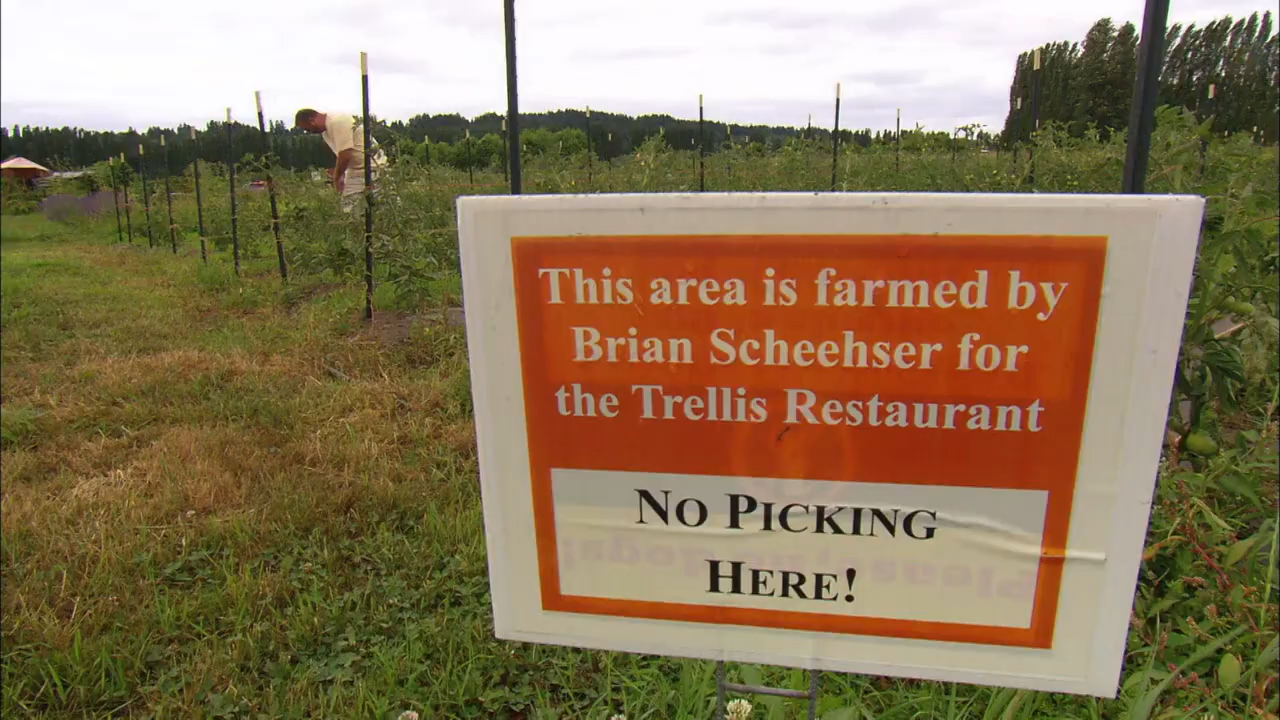 This area is farmed by
Brian Scheehser for
the Trellis Restaurant
NO PICKING
HERE!